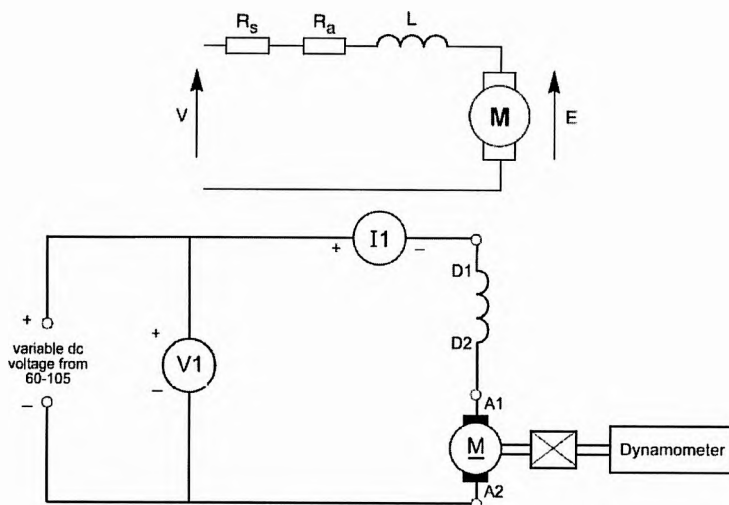 Rs
Ra
L
V
M
E
+ I1 –
D1
D2
+
variable dc
voltage from
60-105
–
+
V1
–
A1
M
A2
Dynamometer